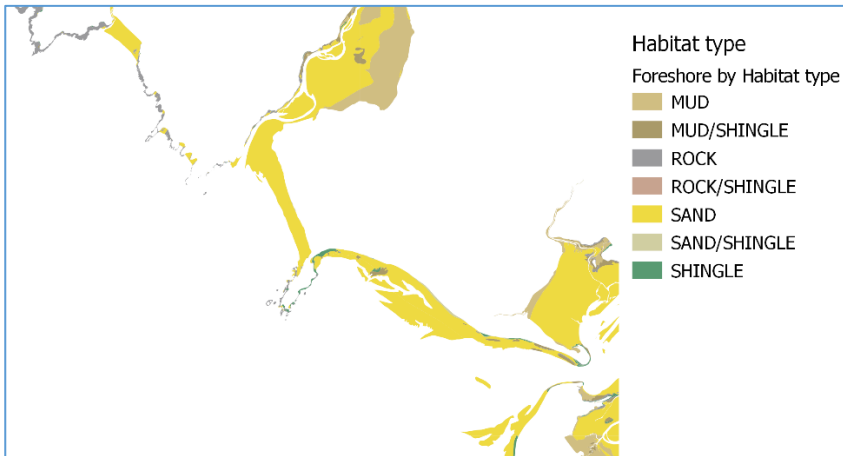 Habitat type
Foreshore by Habitat type
MUD
MUD/SHINGLE
ROCK
ROCK/SHINGLE
SAND
SAND/SHINGLE
SHINGLE